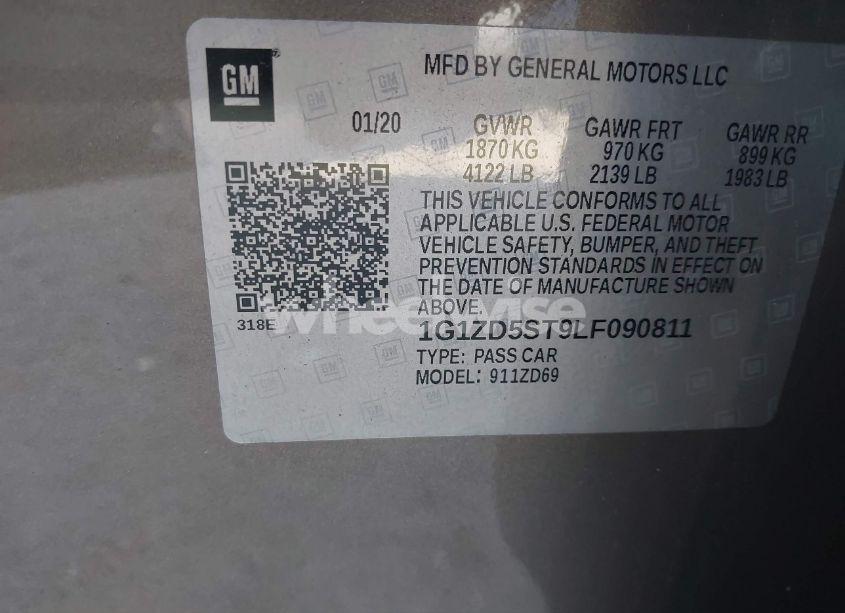 GM
MFD BY GENERAL MOTORS LLC
01/20 GVWR GAWR FRT GAWR RR
1870 KG 970 KG 899 KG
4122 LB 2139 LB 1983 LB
THIS VEHICLE CONFORMS TO ALL
APPLICABLE U.S. FEDERAL MOTOR
VEHICLE SAFETY, BUMPER, AND THEFT
PREVENTION STANDARDS IN EFFECT ON
THE DATE OF MANUFACTURE SHOWN
ABOVE.
318E
1G1ZD5ST9LF090811
TYPE: PASS CAR
MODEL: 911ZD69